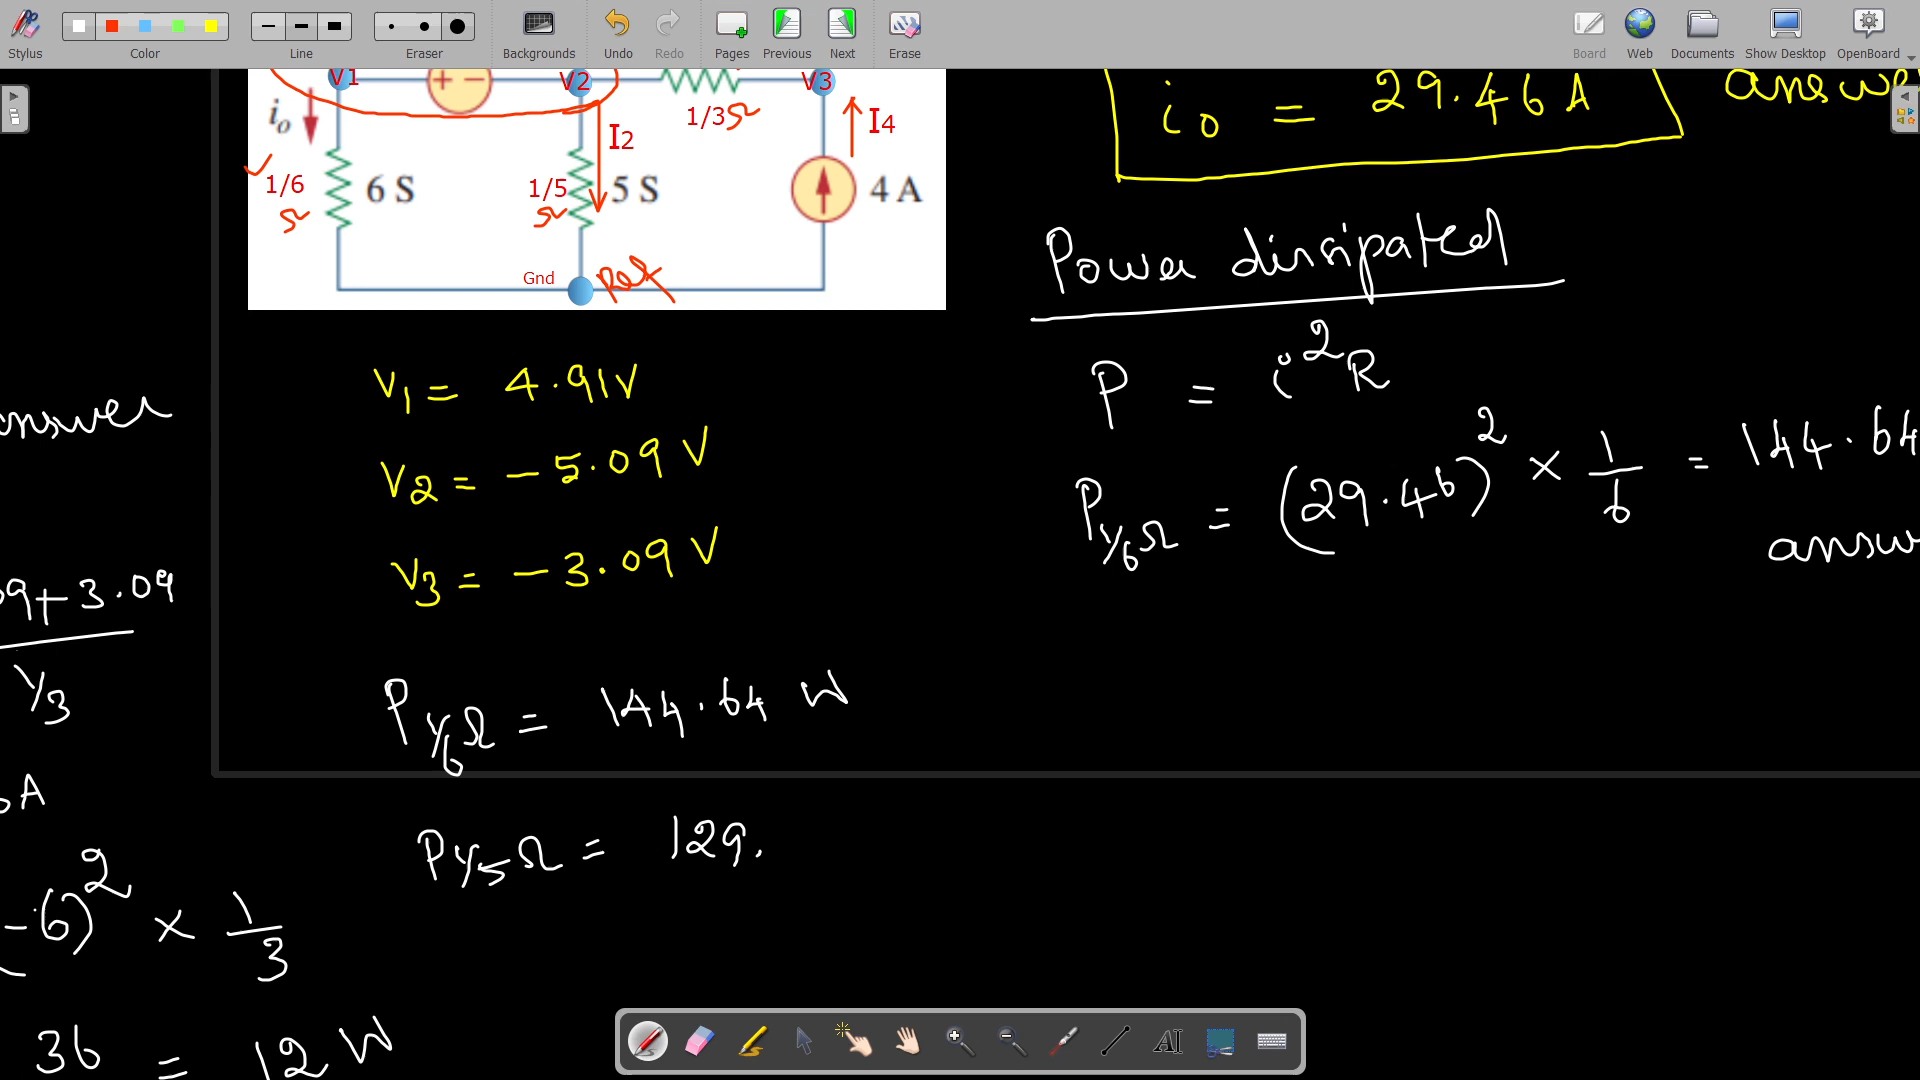 Stylus Color Line Eraser Backgrounds Undo Redo Pages Previous Next Erase Board Web Documents Show Desktop OpenBoard
V1 + − V2 V3
i₀ I2 1/3Ω I4
1/6 Ω 6 S 1/5 Ω 5 S 4 A
Gnd Ref
V₁ = 4.91V
V₂ = −5.09 V
V₃ = −3.09 V
P₁/₆Ω = 144.64 W
P₁/₅Ω = 129.
i₀ = 29.46 A answe
Power dissipated
P = i²R
P₁/₆Ω = (29.46)² × 1/6 = 144.64
answ
answer
09+3.09
1/3
A
−6)² × 1/3
36 = 12 W
AI